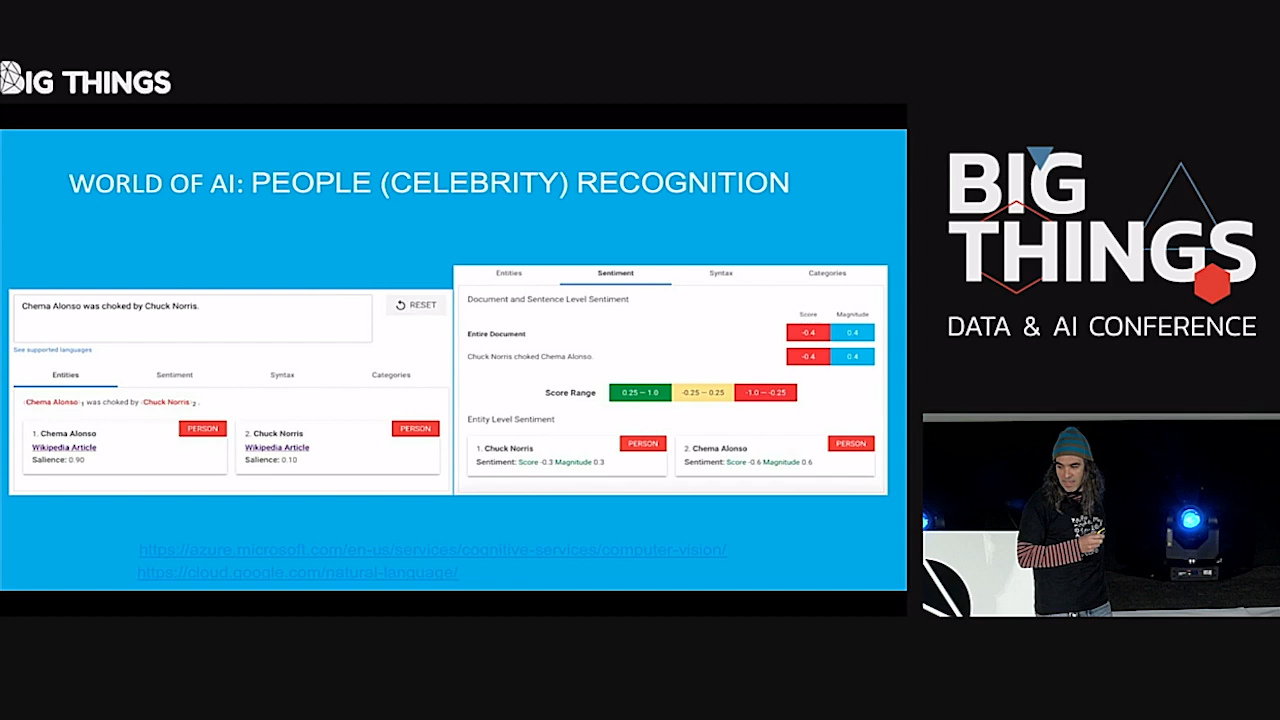 BIG THINGS
WORLD OF AI: PEOPLE (CELEBRITY) RECOGNITION
Chema Alonso was choked by Chuck Norris.
RESET
See supported languages
Entities Sentiment Syntax Categories
‹Chema Alonso›1 was choked by ‹Chuck Norris›2 .
1. Chema Alonso PERSON
Wikipedia Article
Salience: 0.90
2. Chuck Norris PERSON
Wikipedia Article
Salience: 0.10
Entities Sentiment Syntax Categories
Document and Sentence Level Sentiment
Score Magnitude
Entire Document -0.4 0.4
Chuck Norris choked Chema Alonso. -0.4 0.4
Score Range 0.25 — 1.0 -0.25 — 0.25 -1.0 — -0.25
Entity Level Sentiment
1. Chuck Norris PERSON
Sentiment: Score -0.3 Magnitude 0.3
2. Chema Alonso PERSON
Sentiment: Score -0.6 Magnitude 0.6
https://azure.microsoft.com/en-us/services/cognitive-services/computer-vision/
https://cloud.google.com/natural-language/
BIG
THINGS
DATA & AI CONFERENCE